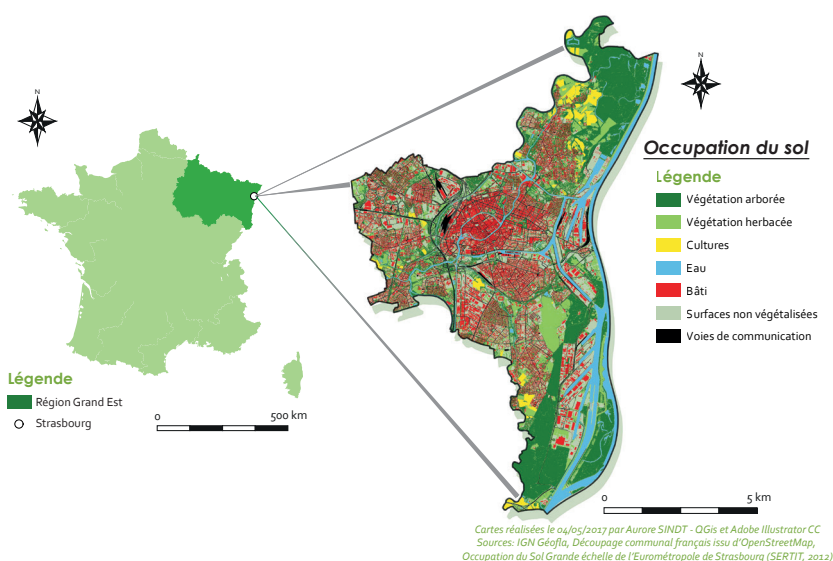 N
N
Occupation du sol
Légende
Végétation arborée
Végétation herbacée
Cultures
Eau
Bâti
Surfaces non végétalisées
Voies de communication
Légende
Région Grand Est
Strasbourg
0 500 km
0 5 km
Cartes réalisées le 04/05/2017 par Aurore SINDT - QGis et Adobe Illustrator CC
Sources: IGN Géofla, Découpage communal français issu d'OpenStreetMap,
Occupation du Sol Grande échelle de l'Eurométropole de Strasbourg (SERTIT, 2012)